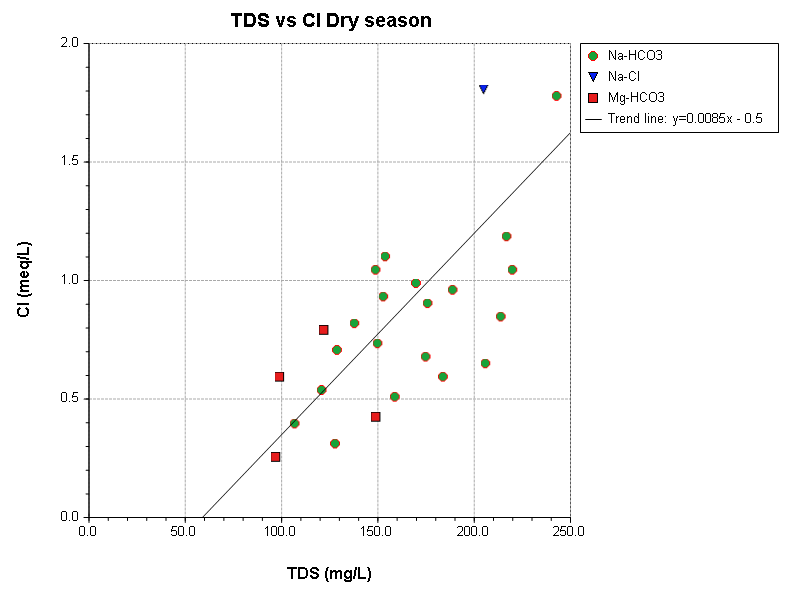 TDS vs Cl Dry season
2.0
1.5
1.0
0.5
0.0
0.0 50.0 100.0 150.0 200.0 250.0
Cl (meq/L)
TDS (mg/L)
Na-HCO3
Na-Cl
Mg-HCO3
Trend line: y=0.0085x - 0.5